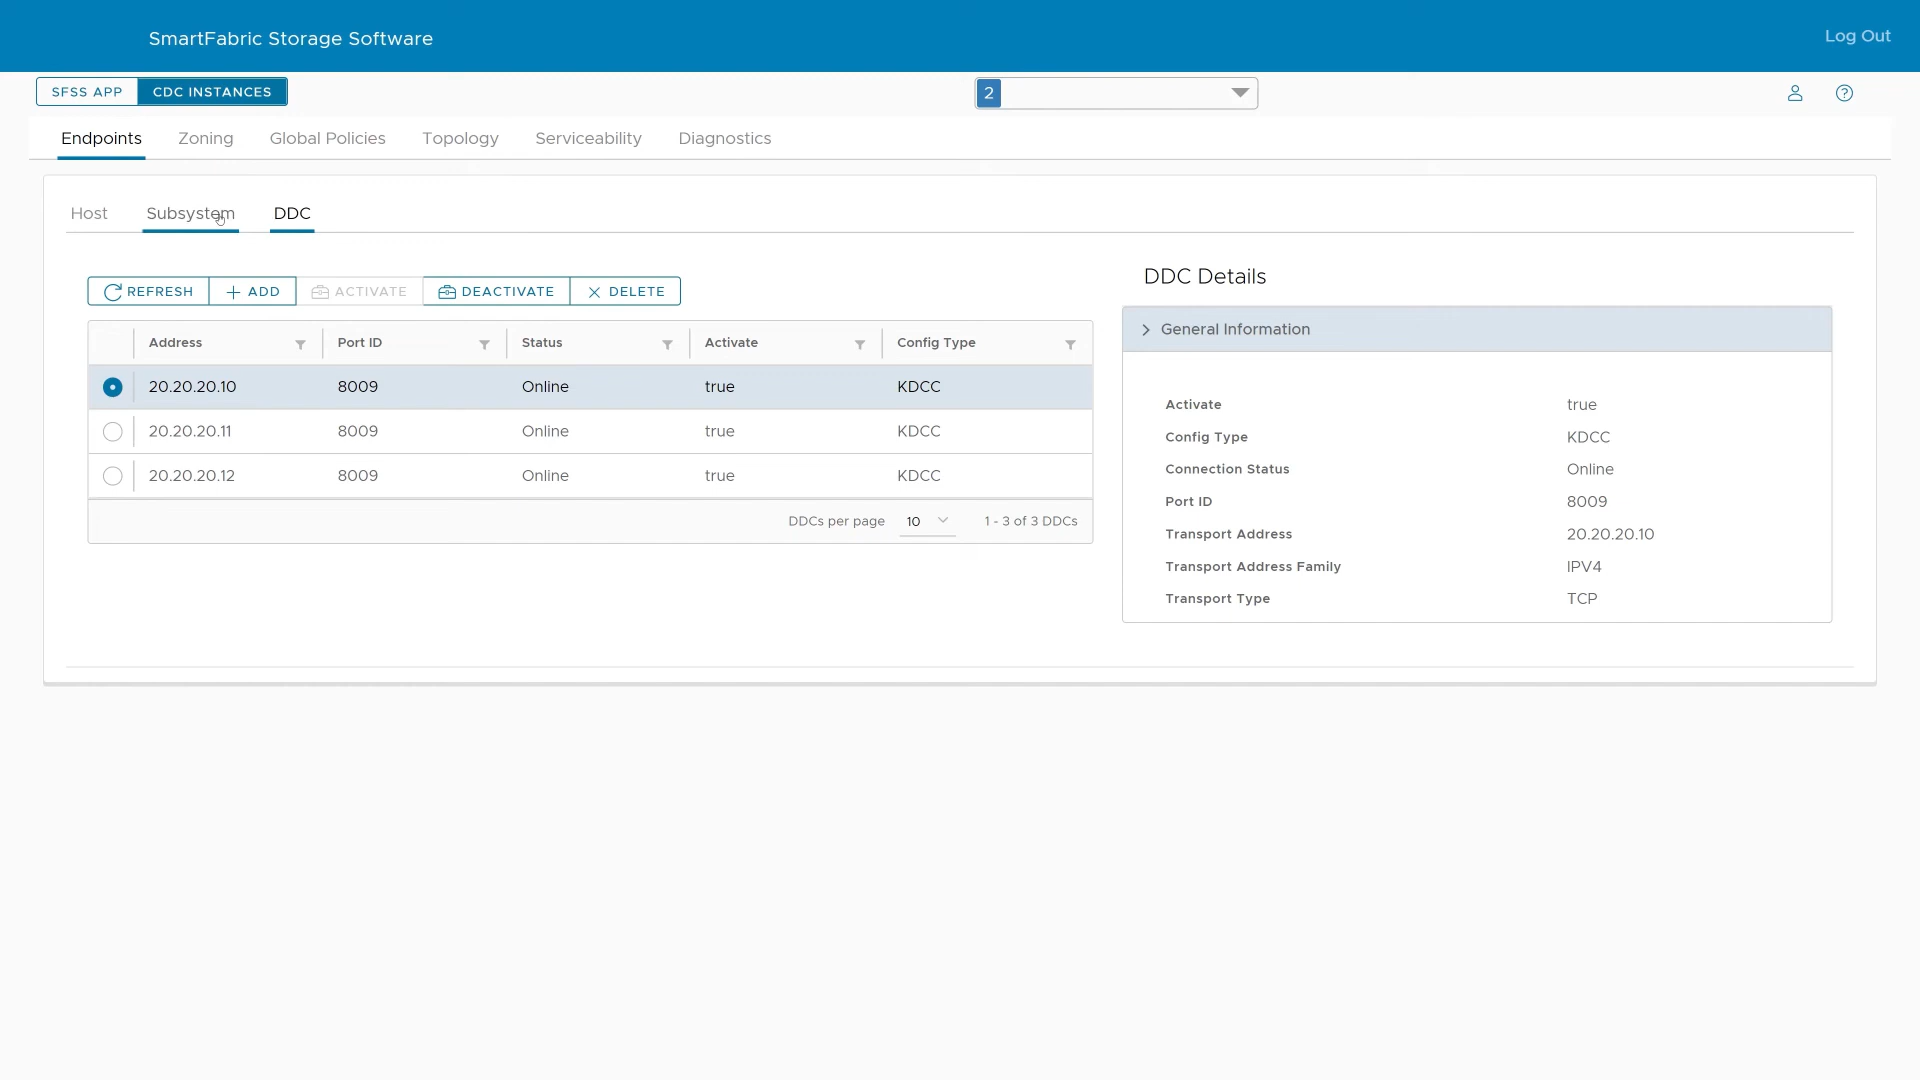 SmartFabric Storage Software
Log Out
SFSS APP CDC INSTANCES 2
Endpoints Zoning Global Policies Topology Serviceability Diagnostics
Host Subsystem DDC
REFRESH ADD ACTIVATE DEACTIVATE DELETE
Address Port ID Status Activate Config Type
20.20.20.10 8009 Online true KDCC
20.20.20.11 8009 Online true KDCC
20.20.20.12 8009 Online true KDCC
DDCs per page 10 1 - 3 of 3 DDCs
DDC Details
General Information
Activate true
Config Type KDCC
Connection Status Online
Port ID 8009
Transport Address 20.20.20.10
Transport Address Family IPV4
Transport Type TCP